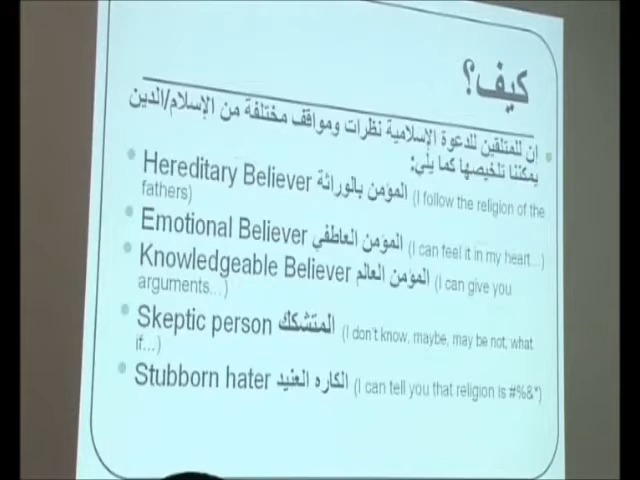 كيف؟
إن للمتلقين للدعوة الإسلامية نظرات ومواقف مختلفة من الإسلام/الدين
يمكننا تلخيصها كما يلي:
Hereditary Believer المؤمن بالوراثة (I follow the religion of the
fathers)
Emotional Believer المؤمن العاطفي (I can feel it in my heart...)
Knowledgeable Believer المؤمن العالم (I can give you
arguments...)
Skeptic person المتشكك (I don't know, maybe, may be not, what
if...)
Stubborn hater الكاره العنيد (I can tell you that religion is #%&*)